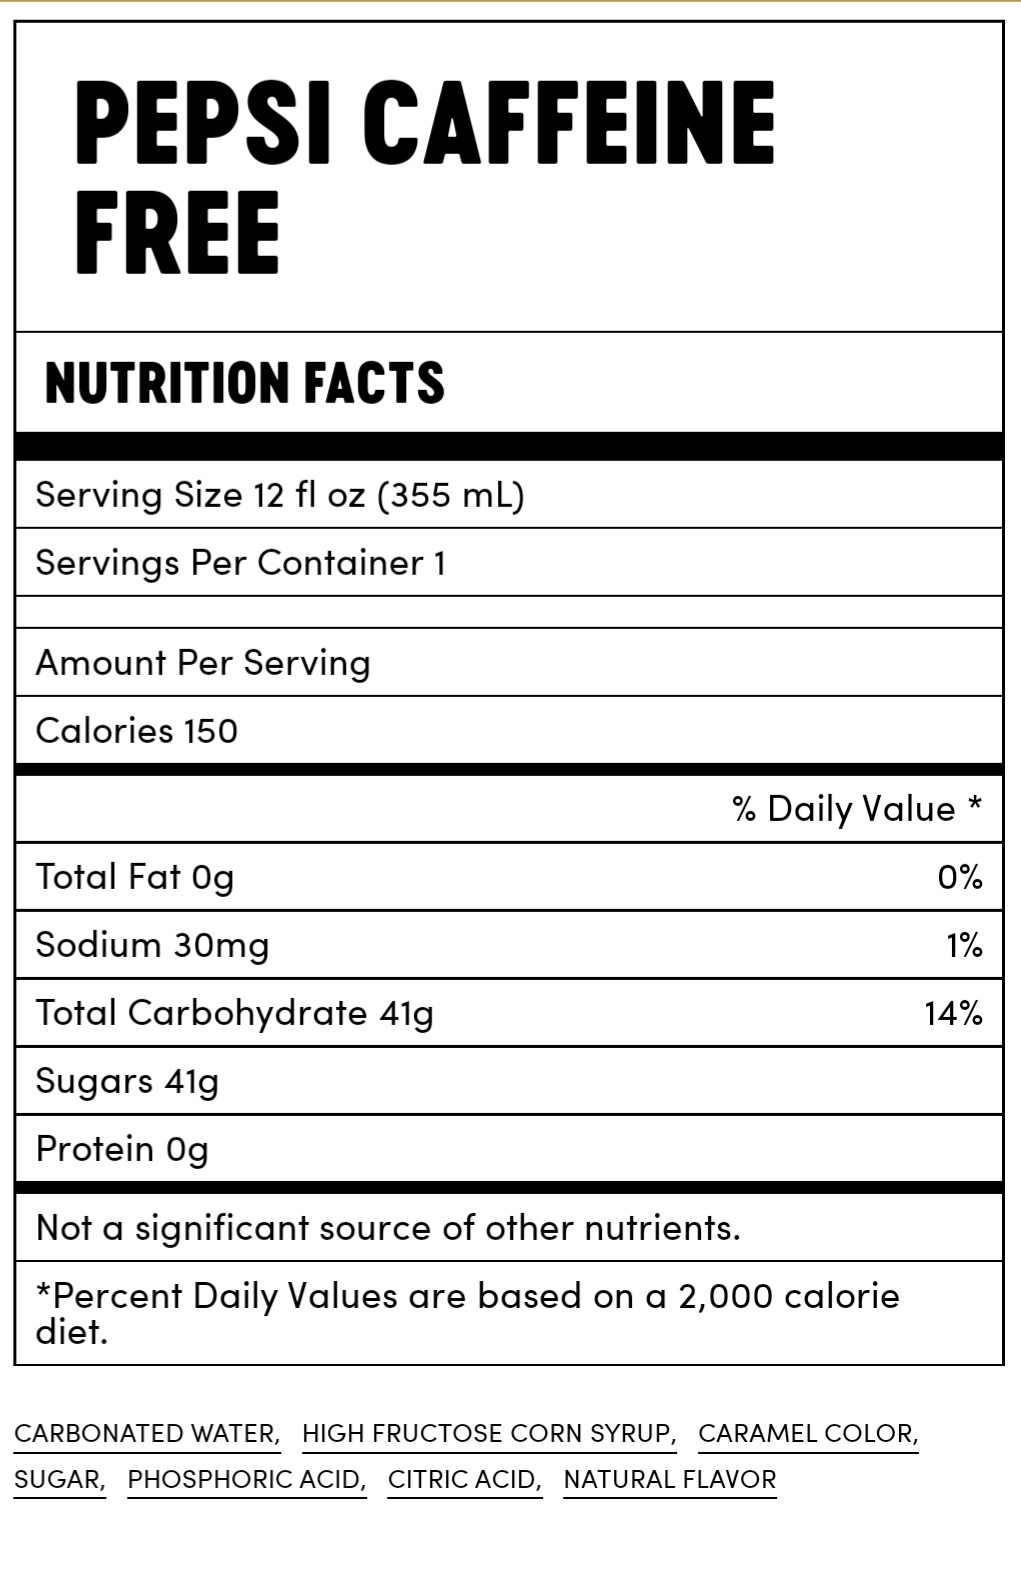 PEPSI CAFFEINE
FREE
NUTRITION FACTS
Serving Size 12 fl oz (355 mL)
Servings Per Container 1
Amount Per Serving
Calories 150
% Daily Value *
Total Fat 0g 0%
Sodium 30mg 1%
Total Carbohydrate 41g 14%
Sugars 41g
Protein 0g
Not a significant source of other nutrients.
*Percent Daily Values are based on a 2,000 calorie
diet.
CARBONATED WATER, HIGH FRUCTOSE CORN SYRUP, CARAMEL COLOR,
SUGAR, PHOSPHORIC ACID, CITRIC ACID, NATURAL FLAVOR